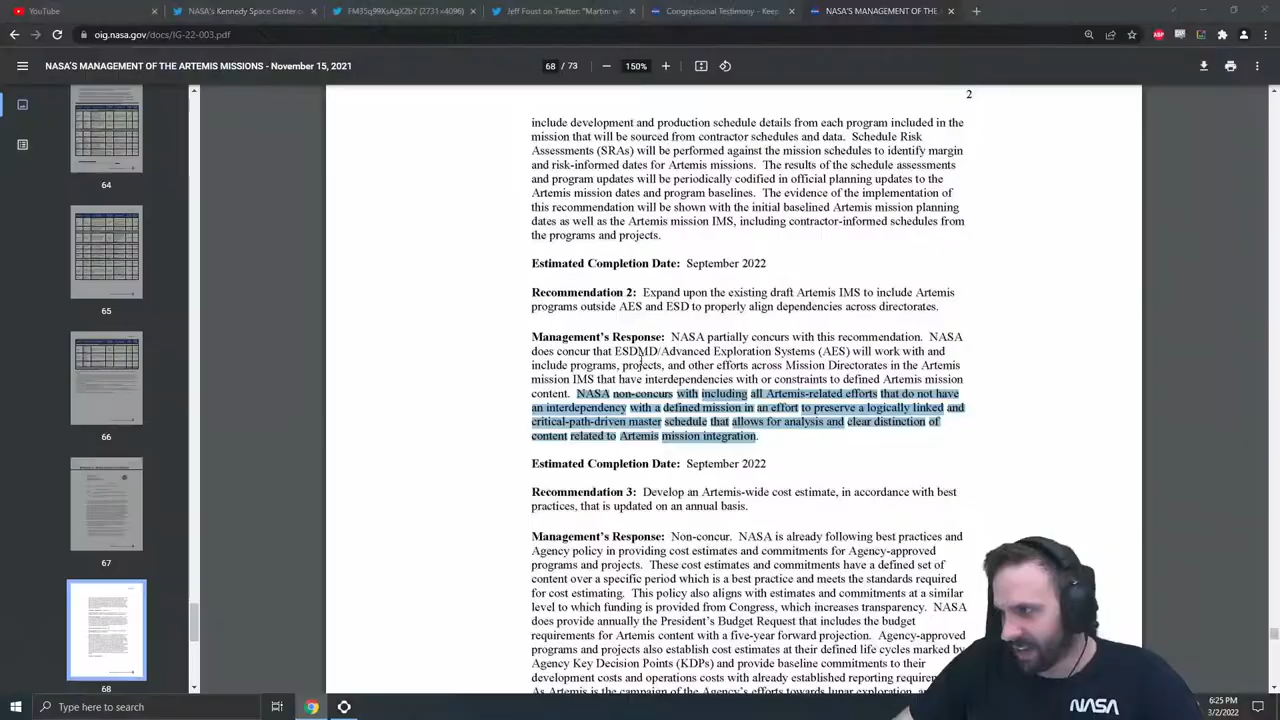 YouTube
NASA's Kennedy Space Center o
FM35q99XsAgXZb7 (2731×4096)
Jeff Foust on Twitter: "Martin: w
Congressional Testimony - Keep
NASA'S MANAGEMENT OF THE A
oig.nasa.gov/docs/IG-22-003.pdf
NASA'S MANAGEMENT OF THE ARTEMIS MISSIONS - November 15, 2021
68 / 73
150%
2
include development and production schedule details from each program included in the
mission that will be sourced from contractor schedules and data. Schedule Risk
Assessments (SRAs) will be performed against the mission schedules to identify margin
and risk-informed dates for Artemis missions. The results of the schedule assessments
and program updates will be periodically codified in official planning updates to the
Artemis mission dates and program baselines. The evidence of the implementation of
this recommendation will be shown with the initial baselined Artemis mission planning
dates as well as the Artemis mission IMS, including contractor-informed schedules from
the programs and projects.
Estimated Completion Date: September 2022
Recommendation 2: Expand upon the existing draft Artemis IMS to include Artemis
programs outside AES and ESD to properly align dependencies across directorates.
Management's Response: NASA partially concurs with this recommendation. NASA
does concur that ESDMD/Advanced Exploration Systems (AES) will work with and
include programs, projects, and other efforts across Mission Directorates in the Artemis
mission IMS that have interdependencies with or constraints to defined Artemis mission
content. NASA non-concurs with including all Artemis-related efforts that do not have
an interdependency with a defined mission in an effort to preserve a logically linked and
critical-path-driven master schedule that allows for analysis and clear distinction of
content related to Artemis mission integration.
Estimated Completion Date: September 2022
Recommendation 3: Develop an Artemis-wide cost estimate, in accordance with best
practices, that is updated on an annual basis.
Management's Response: Non-concur. NASA is already following best practices and
Agency policy in providing cost estimates and commitments for Agency-approved
programs and projects. These cost estimates and commitments have a defined set of
content over a specific period which is a best practice and meets the standards required
for cost estimating. This policy also aligns with estimates and commitments at a similar
level to which funding is provided from Congress, which increases transparency. NASA
does provide annually the President's Budget Request that includes the budget
requirements for Artemis content with a five-year forward projection. Agency-approved
programs and projects also establish cost estimates at their defined life cycles marked by
Agency Key Decision Points (KDPs) and provide baseline commitments to their
development costs and operations costs with already established reporting
As Artemis is the campaign of the Agency's efforts towards lunar exploration,
64
65
66
67
68
NASA
Type here to search
6:25 PM
3/2/2022